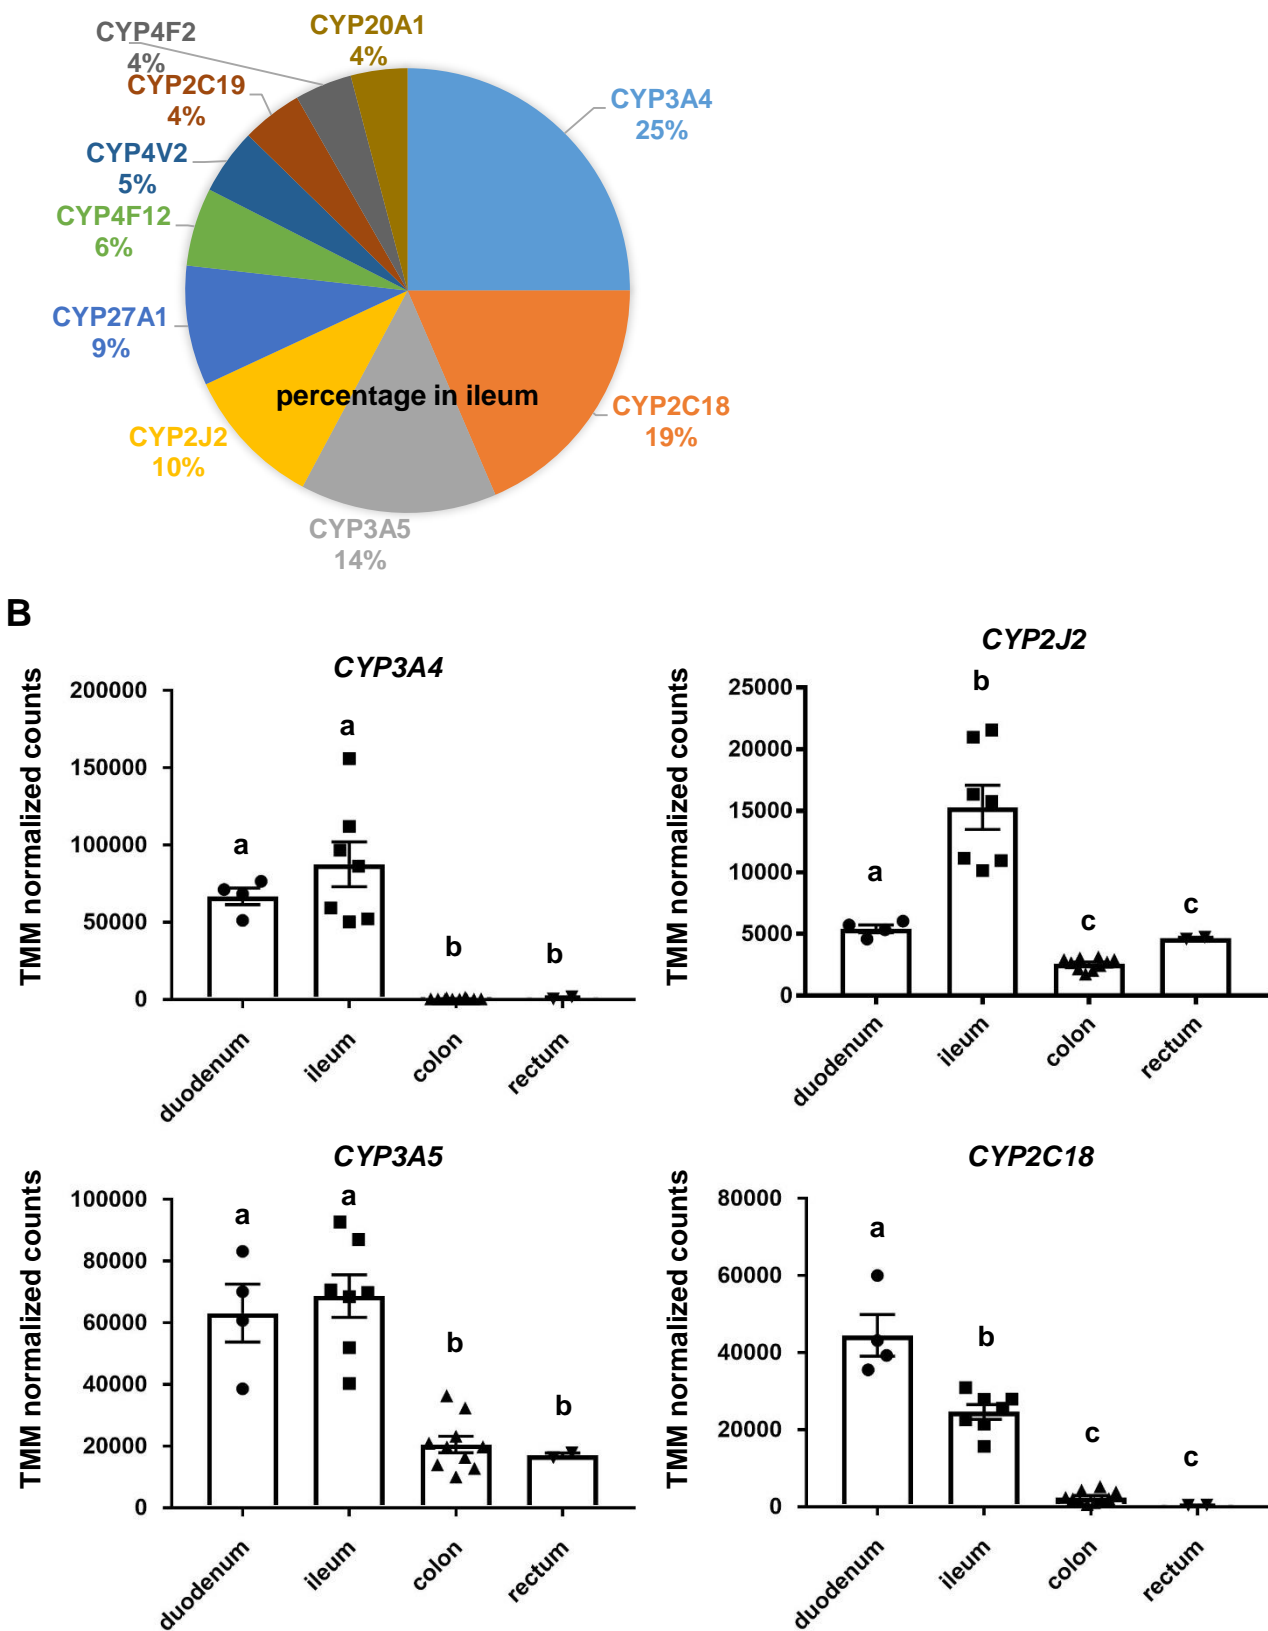 CYP4F2
4%
CYP20A1
4%
CYP2C19
4%
CYP3A4
25%
CYP4V2
5%
CYP4F12
6%
CYP27A1
9%
percentage in ileum
CYP2C18
19%
CYP2J2
10%
CYP3A5
14%
B
CYP3A4
TMM normalized counts
200000
150000
100000
50000
0
a
a
b
b
duodenum
ileum
colon
rectum
CYP2J2
TMM normalized counts
25000
20000
15000
10000
5000
0
a
b
c
c
duodenum
ileum
colon
rectum
CYP3A5
TMM normalized counts
100000
80000
60000
40000
20000
0
a
a
b
b
duodenum
ileum
colon
rectum
CYP2C18
TMM normalized counts
80000
60000
40000
20000
0
a
b
c
c
duodenum
ileum
colon
rectum